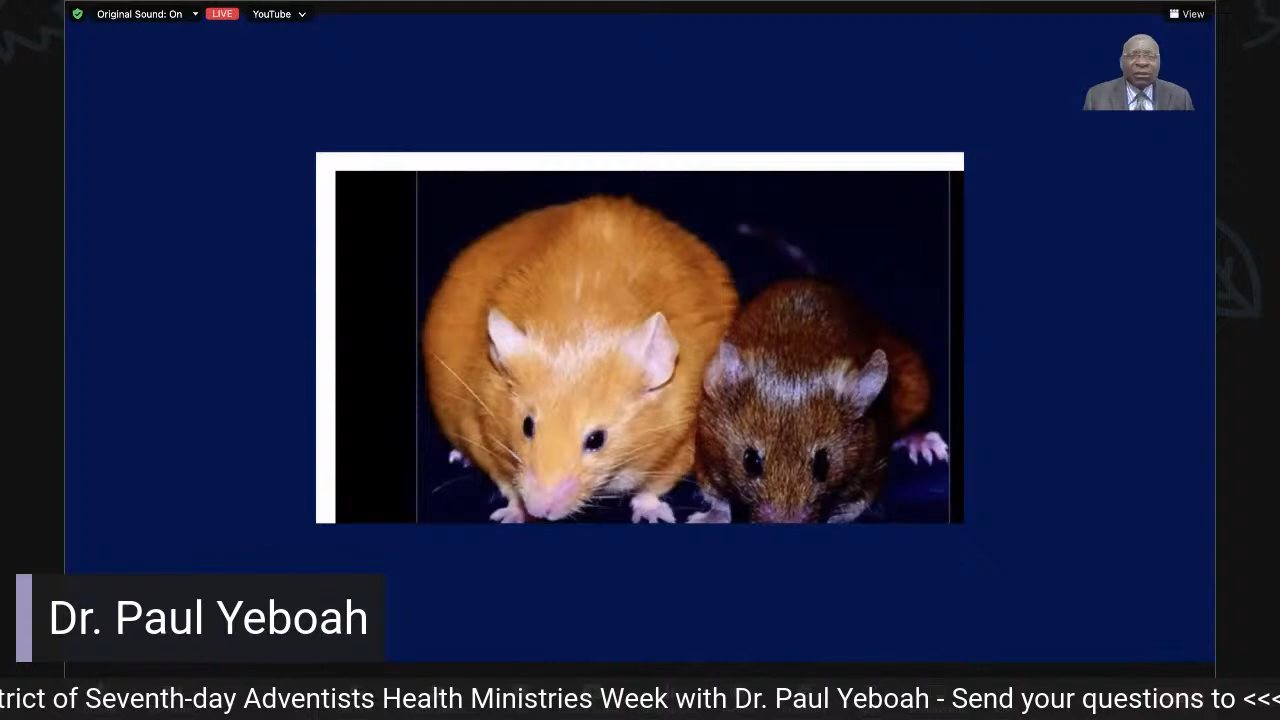 Original Sound: On
LIVE
YouTube
View
Dr. Paul Yeboah
trict of Seventh-day Adventists Health Ministries Week with Dr. Paul Yeboah - Send your questions to <<<